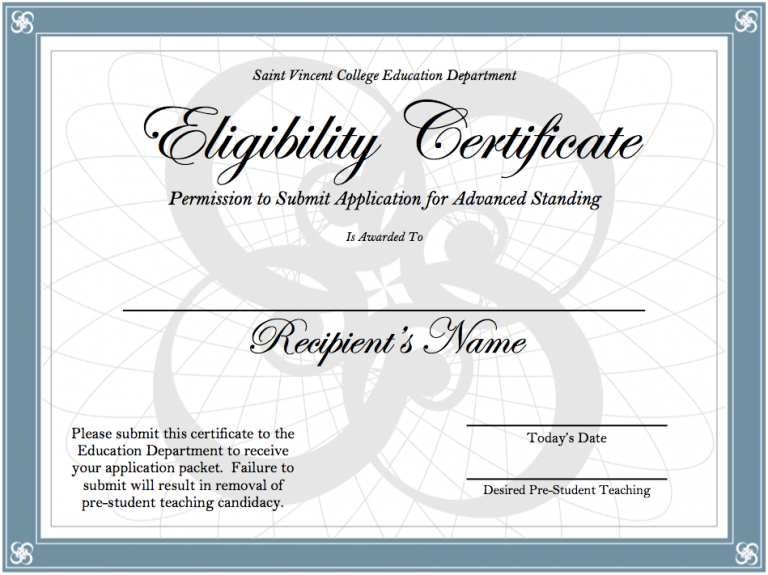 Saint Vincent College Education Department
Eligibility Certificate
Permission to Submit Application for Advanced Standing
Is Awarded To
Recipient's Name
Please submit this certificate to the
Education Department to receive
your application packet.  Failure to
submit will result in removal of
pre-student teaching candidacy.
Today's Date
Desired Pre-Student Teaching